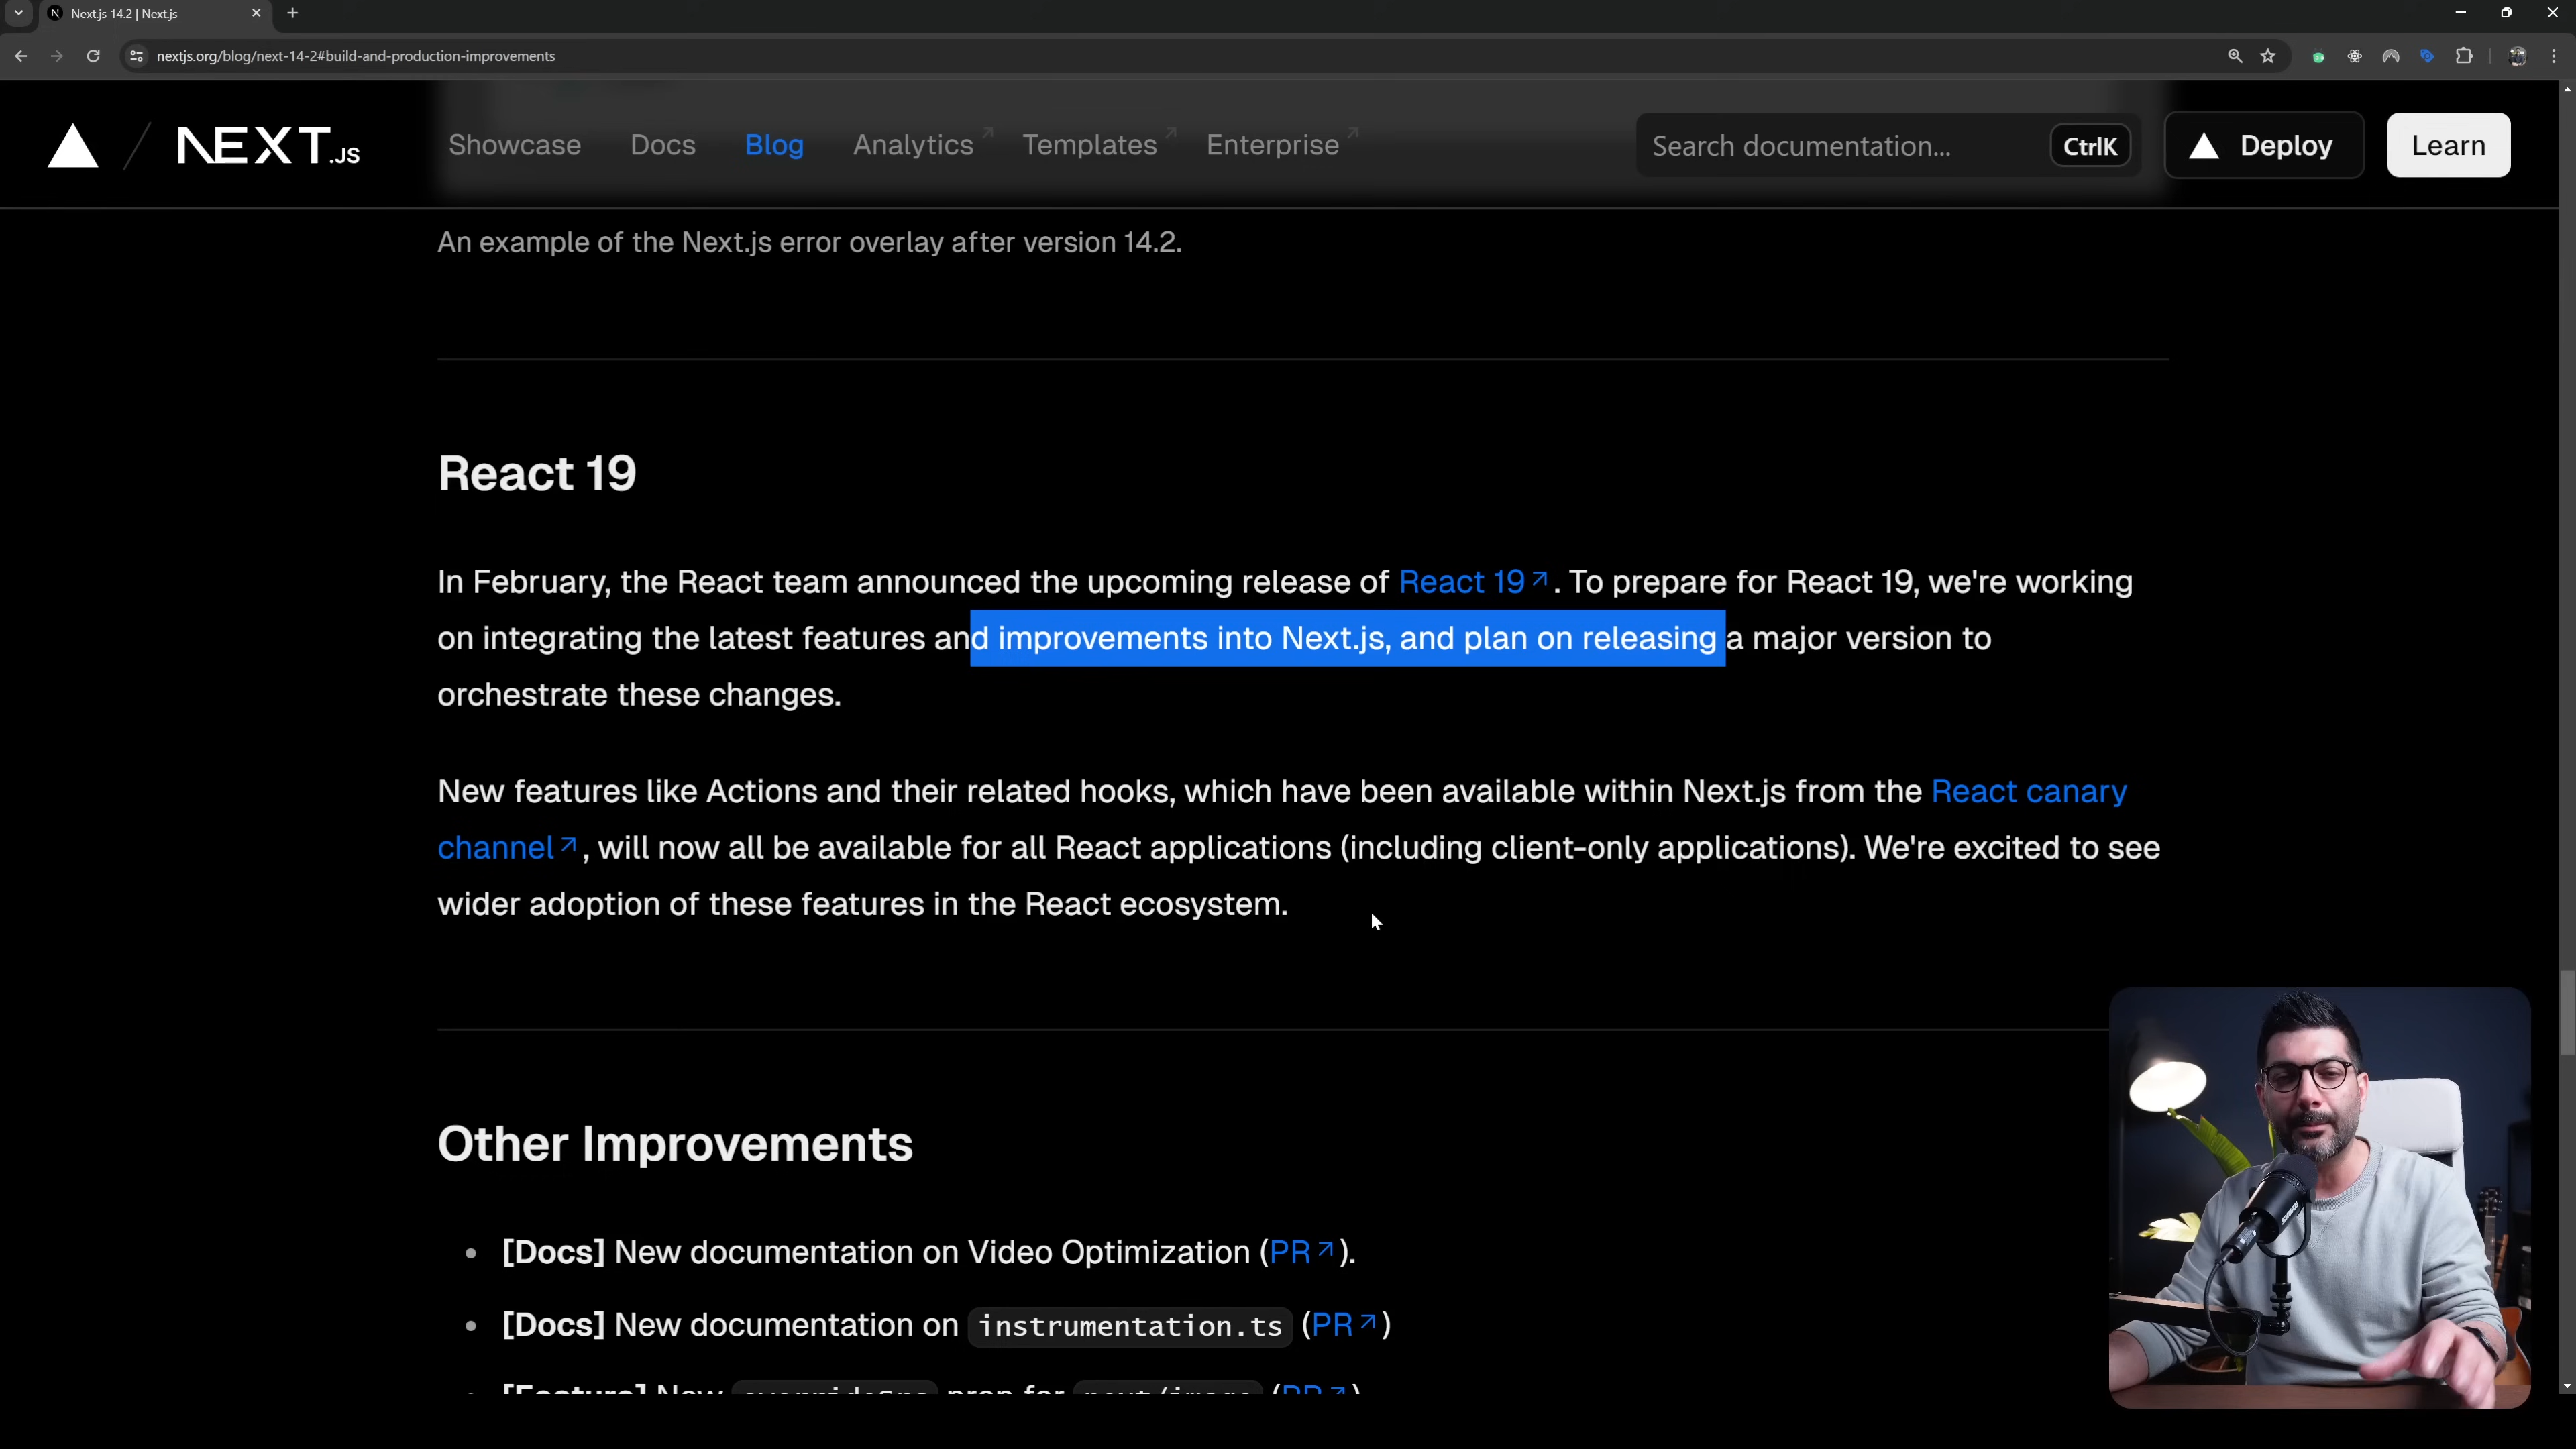 Next.js 14.2 | Next.js
nextjs.org/blog/next-14-2#build-and-production-improvements
NEXT.JS
Showcase Docs Blog Analytics Templates Enterprise
Search documentation... CtrlK Deploy Learn
An example of the Next.js error overlay after version 14.2.
React 19
In February, the React team announced the upcoming release of React 19↗. To prepare for React 19, we're working
on integrating the latest features and improvements into Next.js, and plan on releasing a major version to
orchestrate these changes.
New features like Actions and their related hooks, which have been available within Next.js from the React canary
channel↗, will now all be available for all React applications (including client-only applications). We're excited to see
wider adoption of these features in the React ecosystem.
Other Improvements
• [Docs] New documentation on Video Optimization (PR↗).
• [Docs] New documentation on instrumentation.ts (PR↗)
[Feature] New prop for next/image (PR↗)